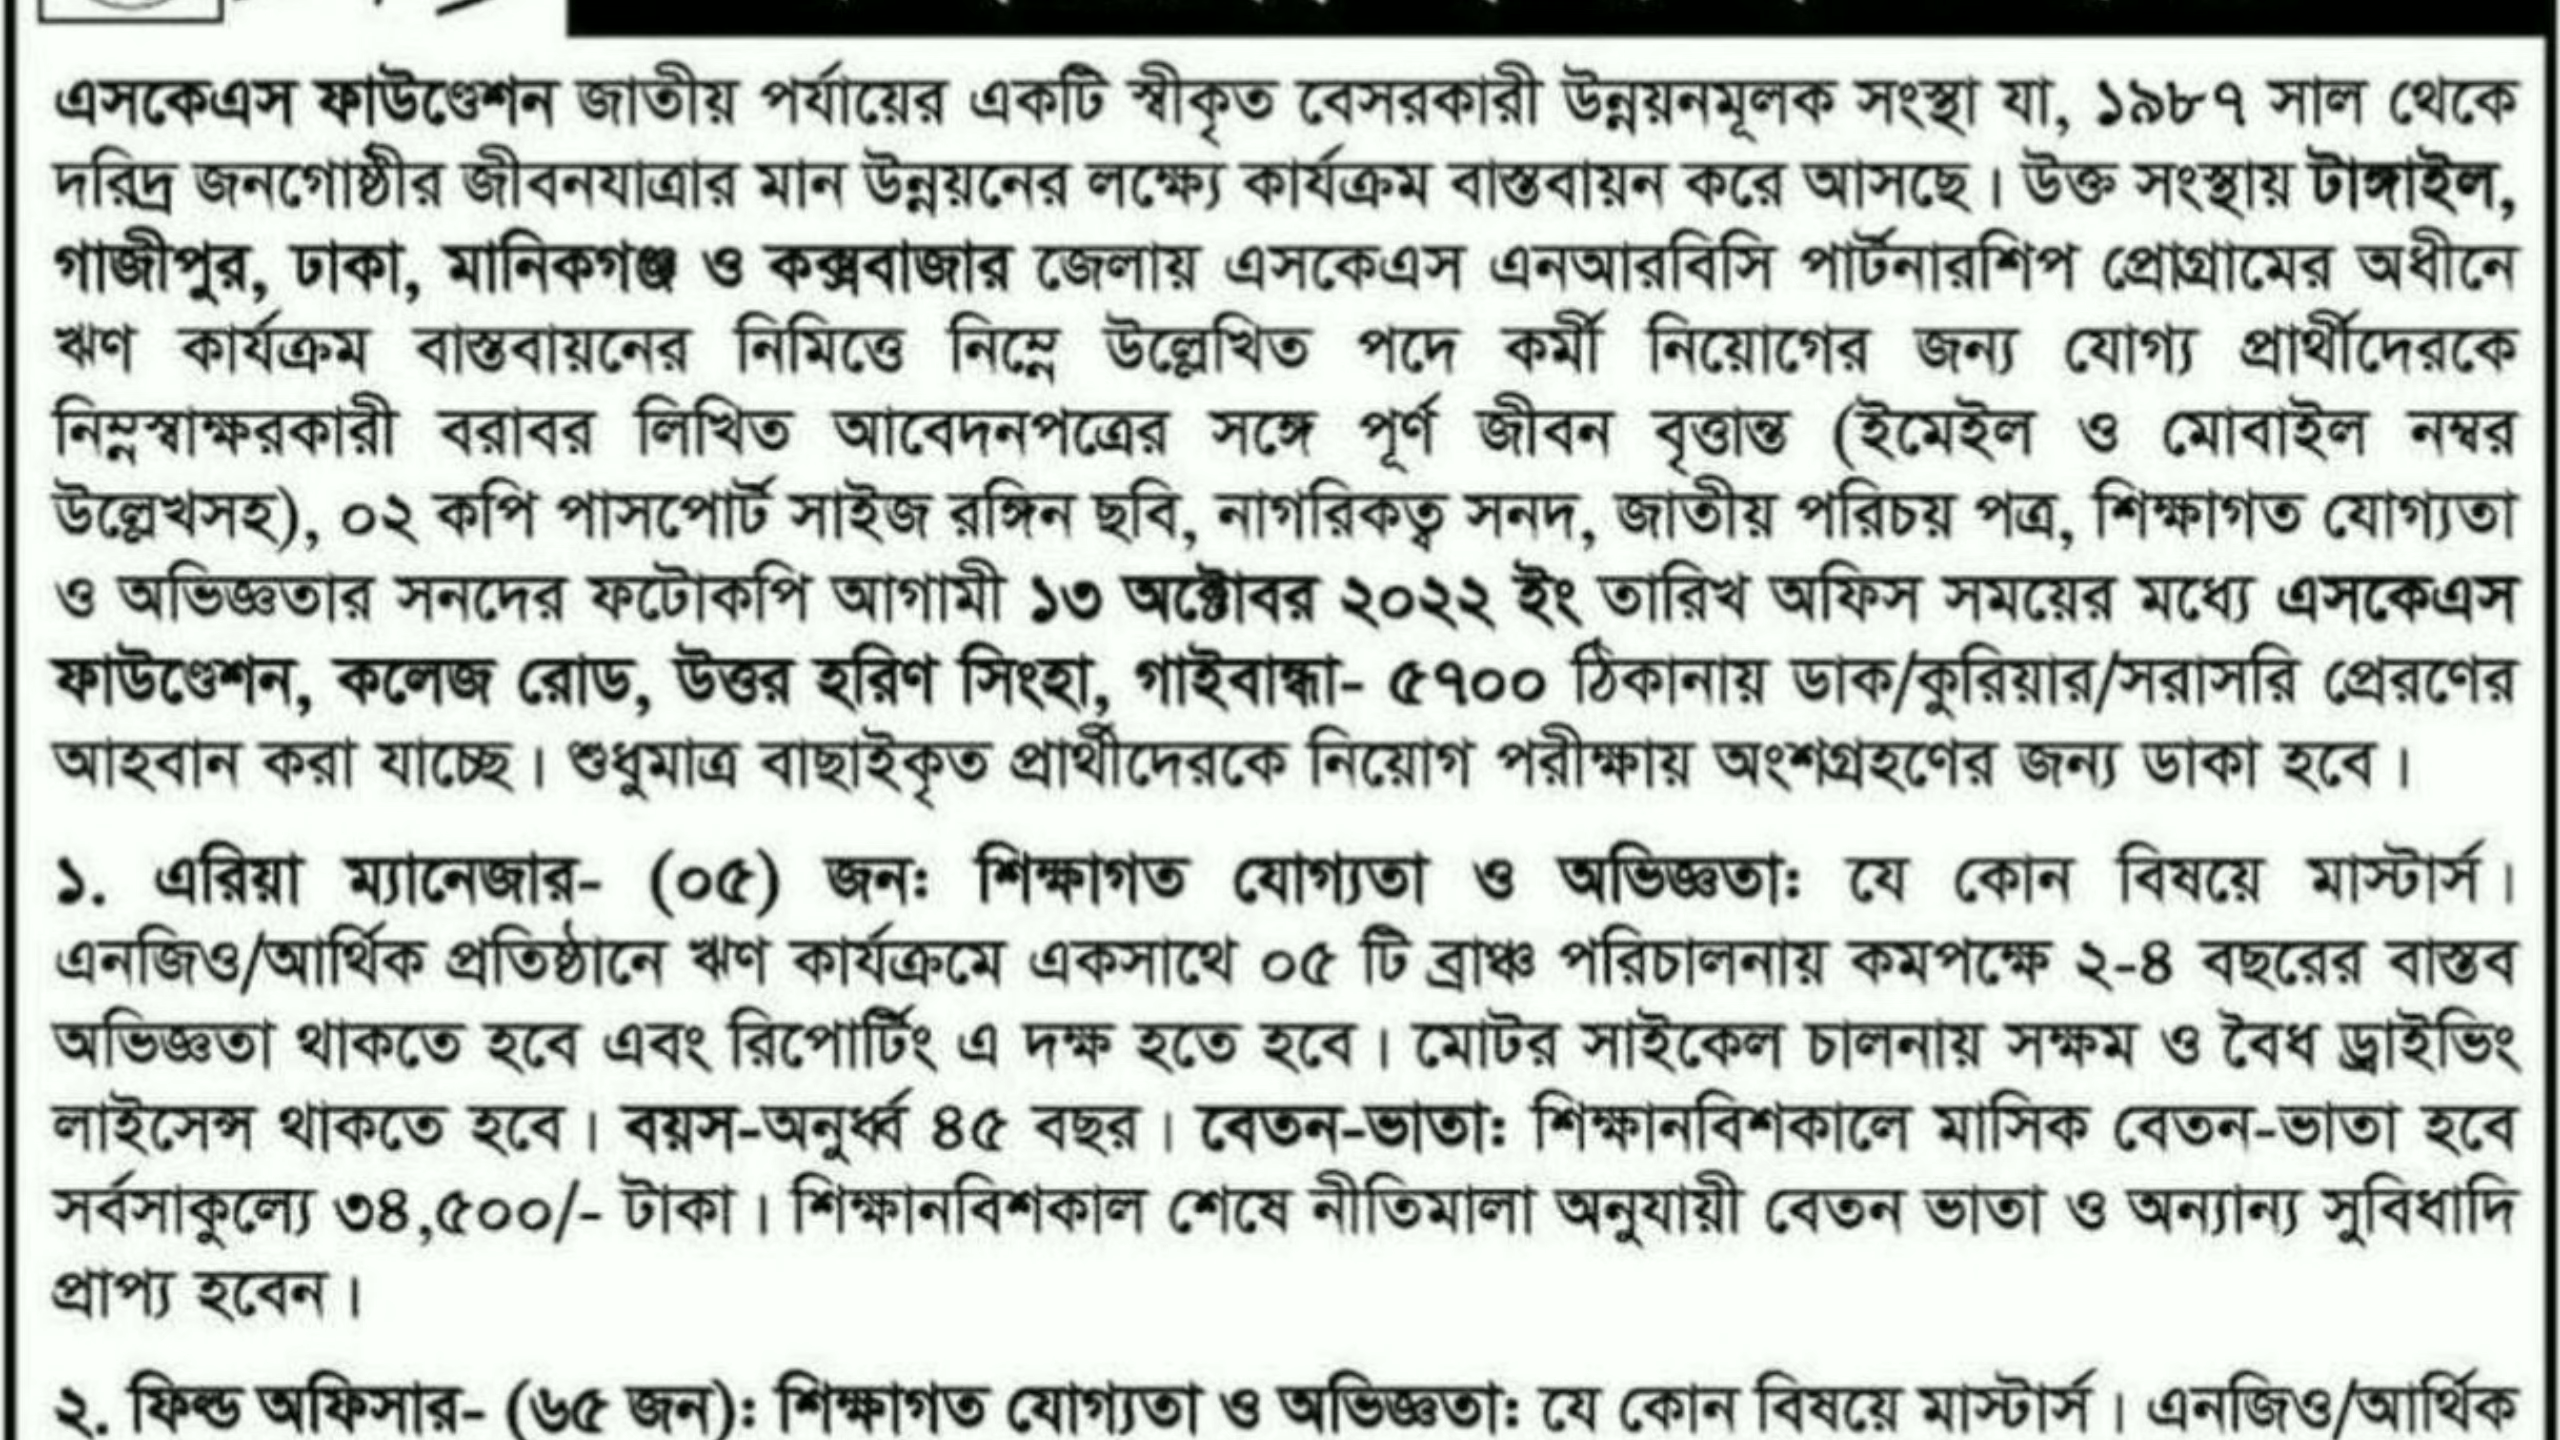 এসকেএস ফাউণ্ডেশন জাতীয় পর্যায়ের একটি স্বীকৃত বেসরকারী উন্নয়নমূলক সংস্থা যা, ১৯৮৭ সাল থেকে
দরিদ্র জনগোষ্ঠীর জীবনযাত্রার মান উন্নয়নের লক্ষ্যে কার্যক্রম বাস্তবায়ন করে আসছে। উক্ত সংস্থায় টাঙ্গাইল,
গাজীপুর, ঢাকা, মানিকগঞ্জ ও কক্সবাজার জেলায় এসকেএস এনআরবিসি পার্টনারশিপ প্রোগ্রামের অধীনে
ঋণ কার্যক্রম বাস্তবায়নের নিমিত্তে নিম্নে উল্লেখিত পদে কর্মী নিয়োগের জন্য যোগ্য প্রার্থীদেরকে
নিম্নস্বাক্ষরকারী বরাবর লিখিত আবেদনপত্রের সঙ্গে পূর্ণ জীবন বৃত্তান্ত (ইমেইল ও মোবাইল নম্বর
উল্লেখসহ), ০২ কপি পাসপোর্ট সাইজ রঙ্গিন ছবি, নাগরিকত্ব সনদ, জাতীয় পরিচয় পত্র, শিক্ষাগত যোগ্যতা
ও অভিজ্ঞতার সনদের ফটোকপি আগামী ১৩ অক্টোবর ২০২২ ইং তারিখ অফিস সময়ের মধ্যে এসকেএস
ফাউণ্ডেশন, কলেজ রোড, উত্তর হরিণ সিংহা, গাইবান্ধা- ৫৭০০ ঠিকানায় ডাক/কুরিয়ার/সরাসরি প্রেরণের
আহবান করা যাচ্ছে। শুধুমাত্র বাছাইকৃত প্রার্থীদেরকে নিয়োগ পরীক্ষায় অংশগ্রহণের জন্য ডাকা হবে।
১. এরিয়া ম্যানেজার- (০৫) জন: শিক্ষাগত যোগ্যতা ও অভিজ্ঞতা: যে কোন বিষয়ে মাস্টার্স।
এনজিও/আর্থিক প্রতিষ্ঠানে ঋণ কার্যক্রমে একসাথে ০৫ টি ব্রাঞ্চ পরিচালনায় কমপক্ষে ২-৪ বছরের বাস্তব
অভিজ্ঞতা থাকতে হবে এবং রিপোর্টিং এ দক্ষ হতে হবে। মোটর সাইকেল চালনায় সক্ষম ও বৈধ ড্রাইভিং
লাইসেন্স থাকতে হবে। বয়স-অনুর্ধ্ব ৪৫ বছর। বেতন-ভাতা: শিক্ষানবিশকালে মাসিক বেতন-ভাতা হবে
সর্বসাকুল্যে ৩৪,৫০০/- টাকা। শিক্ষানবিশকাল শেষে নীতিমালা অনুযায়ী বেতন ভাতা ও অন্যান্য সুবিধাদি
প্রাপ্য হবেন।
২. ফিল্ড অফিসার- (৬৫ জন): শিক্ষাগত যোগ্যতা ও অভিজ্ঞতা: যে কোন বিষয়ে মাস্টার্স। এনজিও/আর্থিক